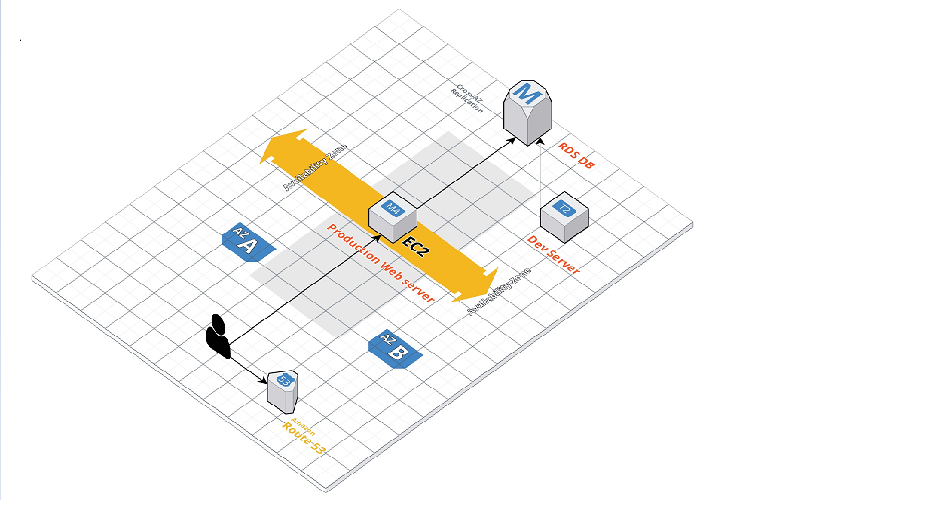 Cross-AZ
Replication
M
RDS DB
Availability Zone
M4
T2
EC2
Production Web server
Dev Server
AZ
A
Availability Zone
AZ
B
53
Amazon
Route 53